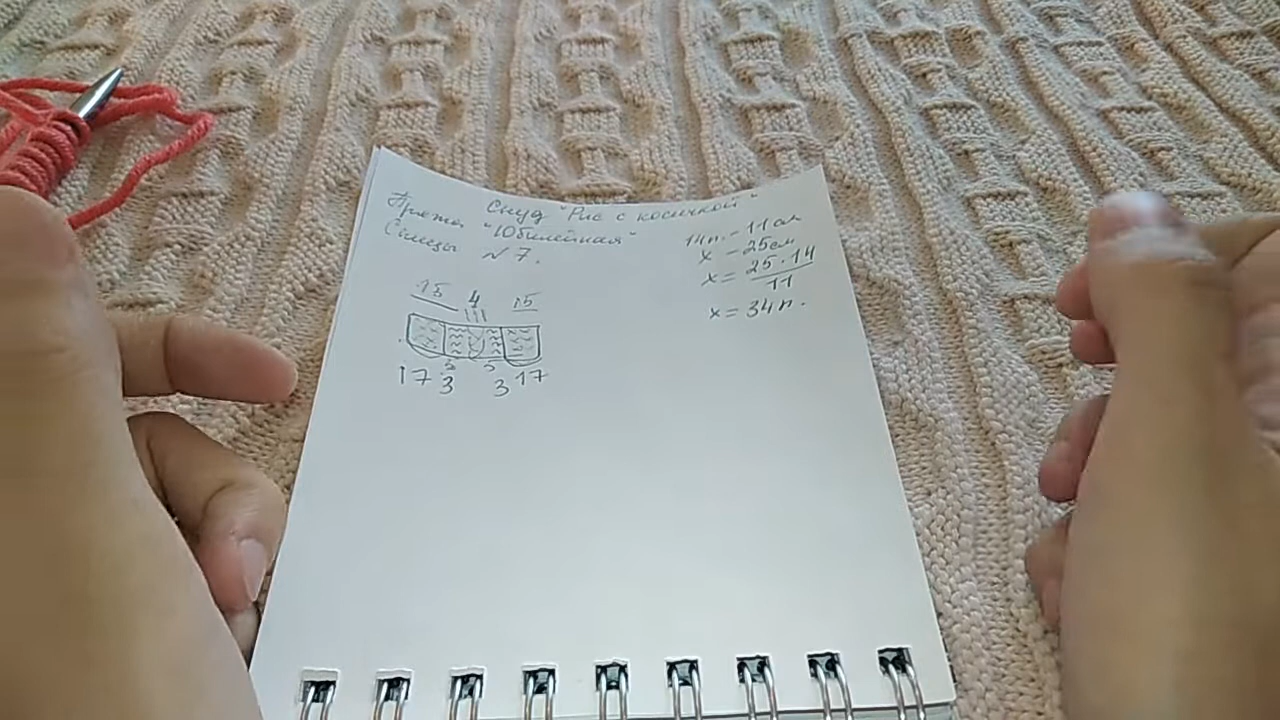 Снуд "Рис с косичкой"
Пряжа "Юбилейная"
Спицы №7.
14п. - 11см
x - 25см
x = 25·14
11
x = 34п.
15 4 15
17 3 3 17